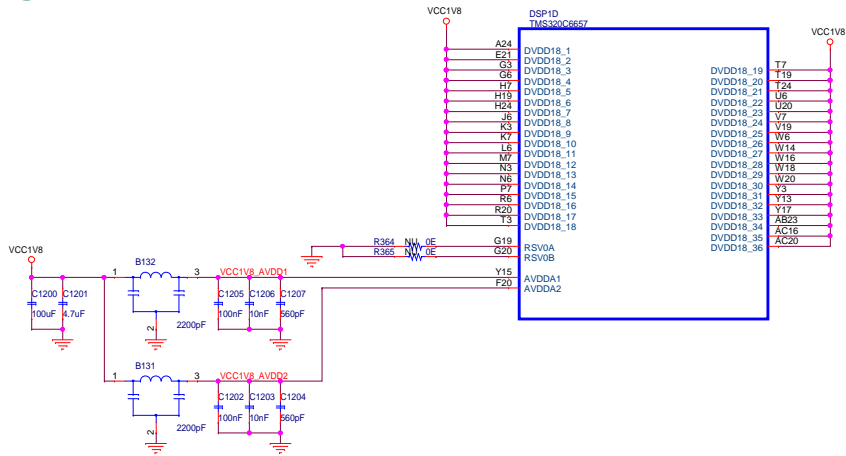 VCC1V8
DSP1D
TMS320C6657
VCC1V8
A24 DVDD18_1
E21 DVDD18_2
G3 DVDD18_3
G6 DVDD18_4
H7 DVDD18_5
H19 DVDD18_6
H24 DVDD18_7
J6 DVDD18_8
K3 DVDD18_9
K7 DVDD18_10
L6 DVDD18_11
M7 DVDD18_12
N3 DVDD18_13
N6 DVDD18_14
P7 DVDD18_15
R6 DVDD18_16
R20 DVDD18_17
T3 DVDD18_18
DVDD18_19 T7
DVDD18_20 T19
DVDD18_21 T24
DVDD18_22 U6
DVDD18_23 U20
DVDD18_24 V7
DVDD18_25 V19
DVDD18_26 W6
DVDD18_27 W14
DVDD18_28 W16
DVDD18_29 W18
DVDD18_30 W20
DVDD18_31 Y3
DVDD18_32 Y13
DVDD18_33 Y17
DVDD18_34 AB23
DVDD18_35 AC16
DVDD18_36 AC20
R364 NU 0E G19 RSV0A
R365 NU 0E G20 RSV0B
Y15 AVDDA1
F20 AVDDA2
VCC1V8
B132
1 3 VCC1V8_AVDD1
C1200
100uF
C1201
4.7uF
2
2200pF
C1205
100nF
C1206
10nF
C1207
560pF
B131
1 3 VCC1V8_AVDD2
2
2200pF
C1202
100nF
C1203
10nF
C1204
560pF